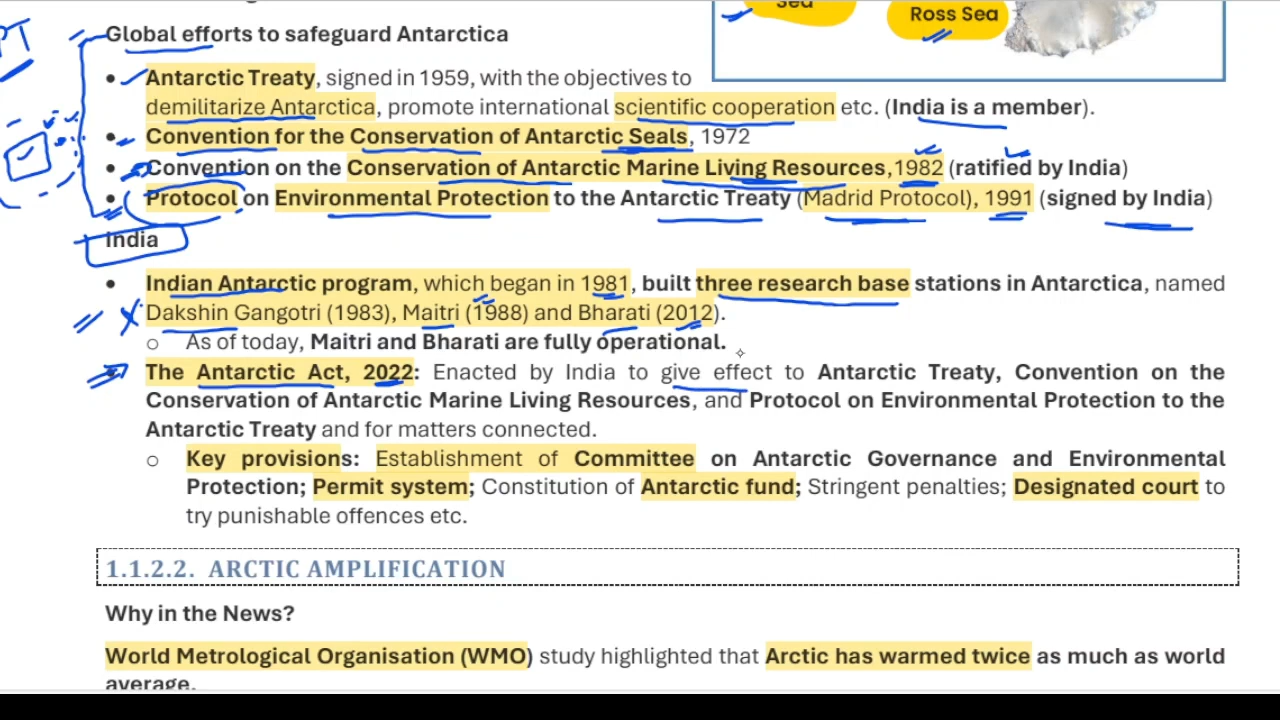 Sea
Ross Sea
PT
Global efforts to safeguard Antarctica
• Antarctic Treaty, signed in 1959, with the objectives to
demilitarize Antarctica, promote international scientific cooperation etc. (India is a member).
• Convention for the Conservation of Antarctic Seals, 1972
• Convention on the Conservation of Antarctic Marine Living Resources,1982 (ratified by India)
• Protocol on Environmental Protection to the Antarctic Treaty (Madrid Protocol), 1991 (signed by India)
India
• Indian Antarctic program, which began in 1981, built three research base stations in Antarctica, named
Dakshin Gangotri (1983), Maitri (1988) and Bharati (2012).
o As of today, Maitri and Bharati are fully operational.
• The Antarctic Act, 2022: Enacted by India to give effect to Antarctic Treaty, Convention on the
Conservation of Antarctic Marine Living Resources, and Protocol on Environmental Protection to the
Antarctic Treaty and for matters connected.
o Key provisions: Establishment of Committee on Antarctic Governance and Environmental
Protection; Permit system; Constitution of Antarctic fund; Stringent penalties; Designated court to
try punishable offences etc.
1.1.2.2. ARCTIC AMPLIFICATION
Why in the News?
World Metrological Organisation (WMO) study highlighted that Arctic has warmed twice as much as world
average.